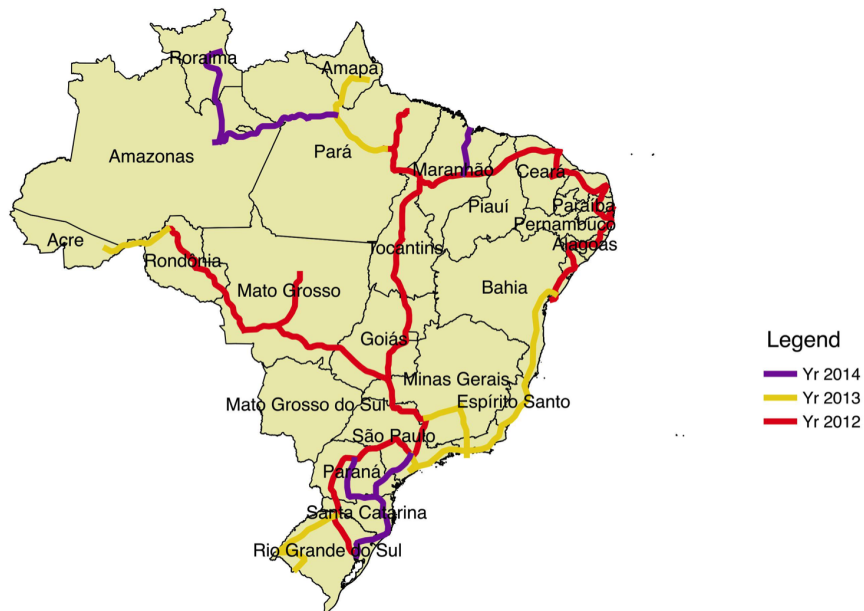 Roraima
Amapá
Amazonas
Pará
Maranhão
Ceará
Piauí
Paraíba
Pernambuco
Acre
Alagoas
Rondônia
Tocantins
Mato Grosso
Bahia
Goiás
Minas Gerais
Mato Grosso do Sul
Espírito Santo
São Paulo
Paraná
Santa Catarina
Rio Grande do Sul
Legend
Yr 2014
Yr 2013
Yr 2012